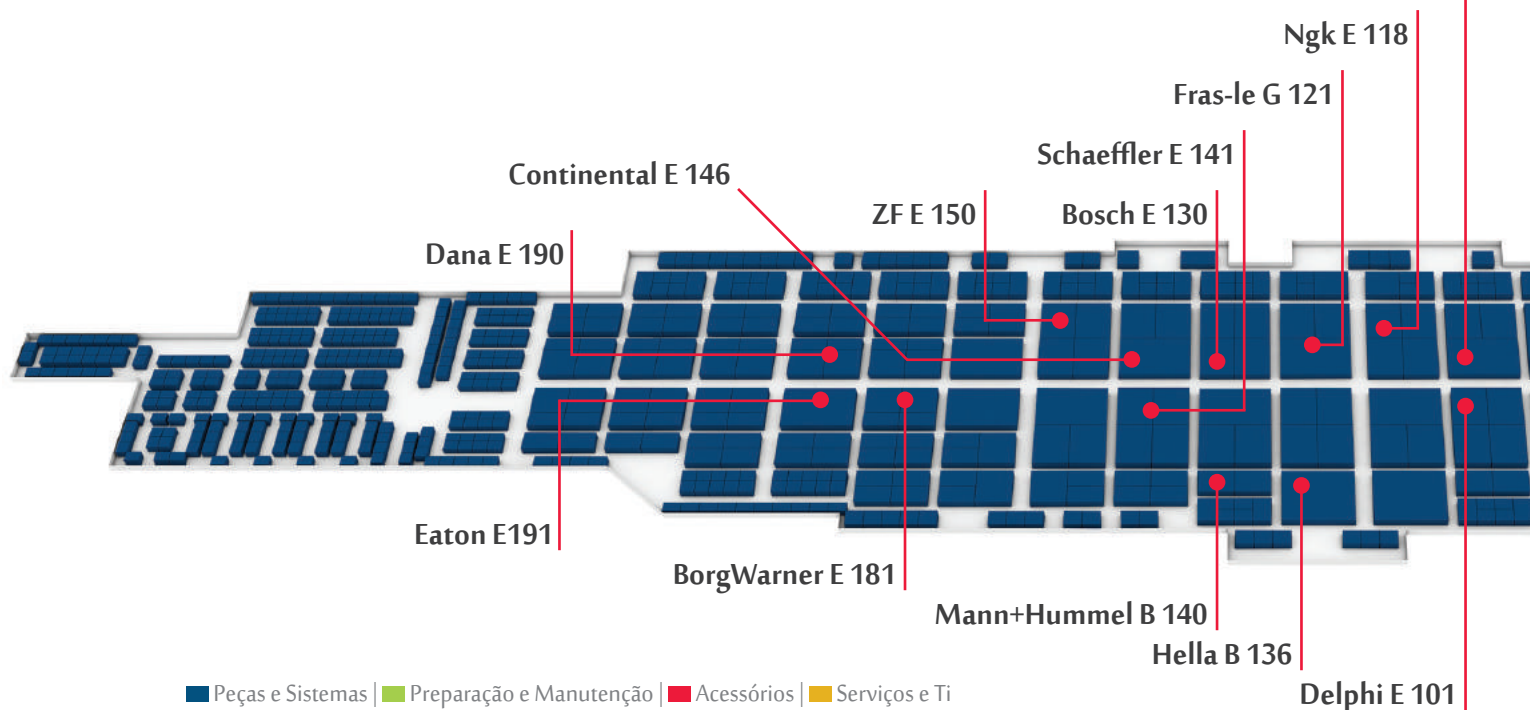 Ngk E 118
Fras-le G 121
Schaeffler E 141
Continental E 146
ZF E 150
Bosch E 130
Dana E 190
Eaton E191
BorgWarner E 181
Mann+Hummel B 140
Hella B 136
Delphi E 101
Peças e Sistemas | Preparação e Manutenção | Acessórios | Serviços e Ti